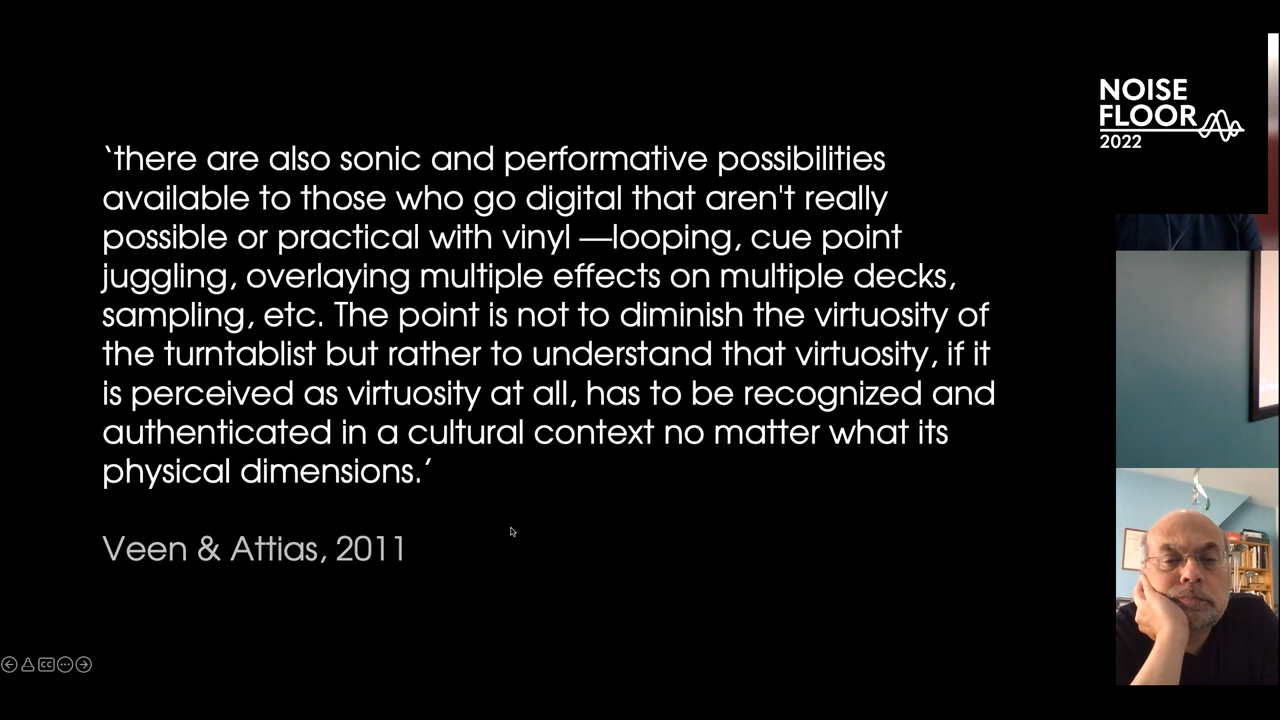 NOISE
FLOOR
2022
‘there are also sonic and performative possibilities
available to those who go digital that aren't really
possible or practical with vinyl —looping, cue point
juggling, overlaying multiple effects on multiple decks,
sampling, etc. The point is not to diminish the virtuosity of
the turntablist but rather to understand that virtuosity, if it
is perceived as virtuosity at all, has to be recognized and
authenticated in a cultural context no matter what its
physical dimensions.’
Veen & Attias, 2011
CC